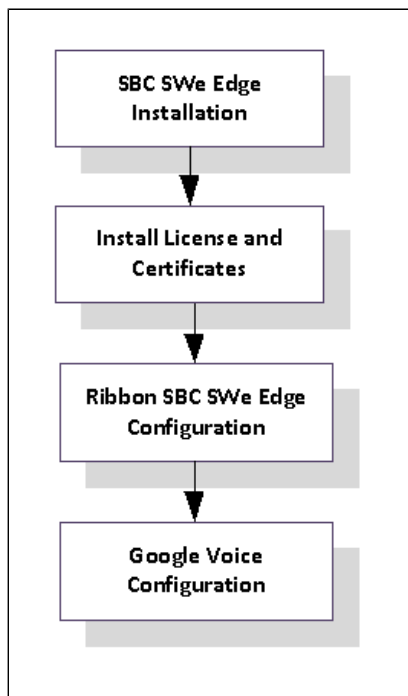 SBC SWe Edge
Installation
Install License and
Certificates
Ribbon SBC SWe Edge
Configuration
Google Voice
Configuration